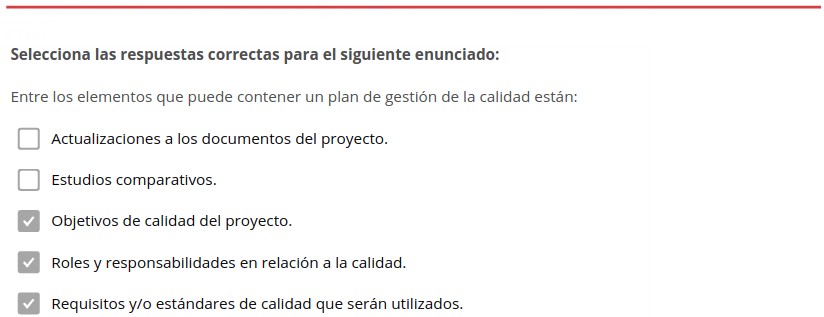 Selecciona las respuestas correctas para el siguiente enunciado:
Entre los elementos que puede contener un plan de gestión de la calidad están:
Actualizaciones a los documentos del proyecto.
Estudios comparativos.
Objetivos de calidad del proyecto.
Roles y responsabilidades en relación a la calidad.
Requisitos y/o estándares de calidad que serán utilizados.